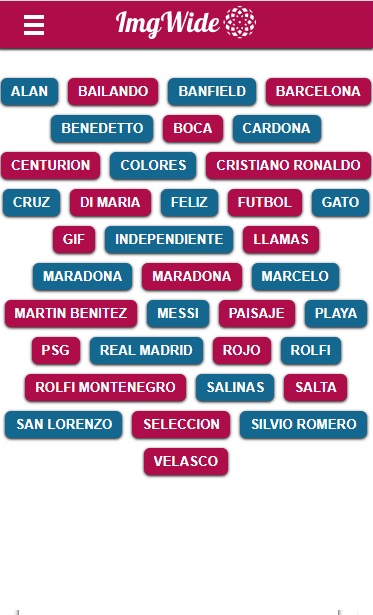 ImgWide
ALAN BAILANDO BANFIELD BARCELONA
BENEDETTO BOCA CARDONA
CENTURION COLORES CRISTIANO RONALDO
CRUZ DI MARIA FELIZ FUTBOL GATO
GIF INDEPENDIENTE LLAMAS
MARADONA MARADONA MARCELO
MARTIN BENITEZ MESSI PAISAJE PLAYA
PSG REAL MADRID ROJO ROLFI
ROLFI MONTENEGRO SALINAS SALTA
SAN LORENZO SELECCION SILVIO ROMERO
VELASCO